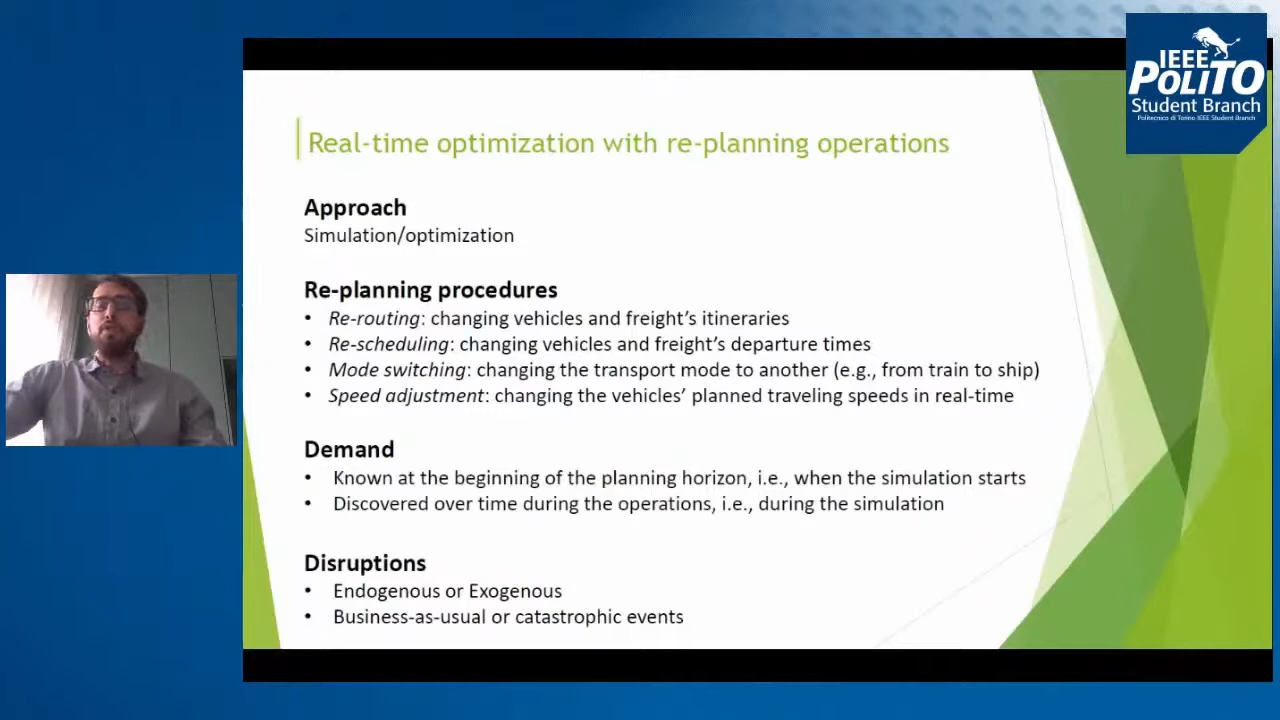 IEEE
POLITO
Student Branch
Politecnico di Torino IEEE Student Branch
Real-time optimization with re-planning operations
Approach
Simulation/optimization
Re-planning procedures
• Re-routing: changing vehicles and freight's itineraries
• Re-scheduling: changing vehicles and freight's departure times
• Mode switching: changing the transport mode to another (e.g., from train to ship)
• Speed adjustment: changing the vehicles' planned traveling speeds in real-time
Demand
• Known at the beginning of the planning horizon, i.e., when the simulation starts
• Discovered over time during the operations, i.e., during the simulation
Disruptions
• Endogenous or Exogenous
• Business-as-usual or catastrophic events